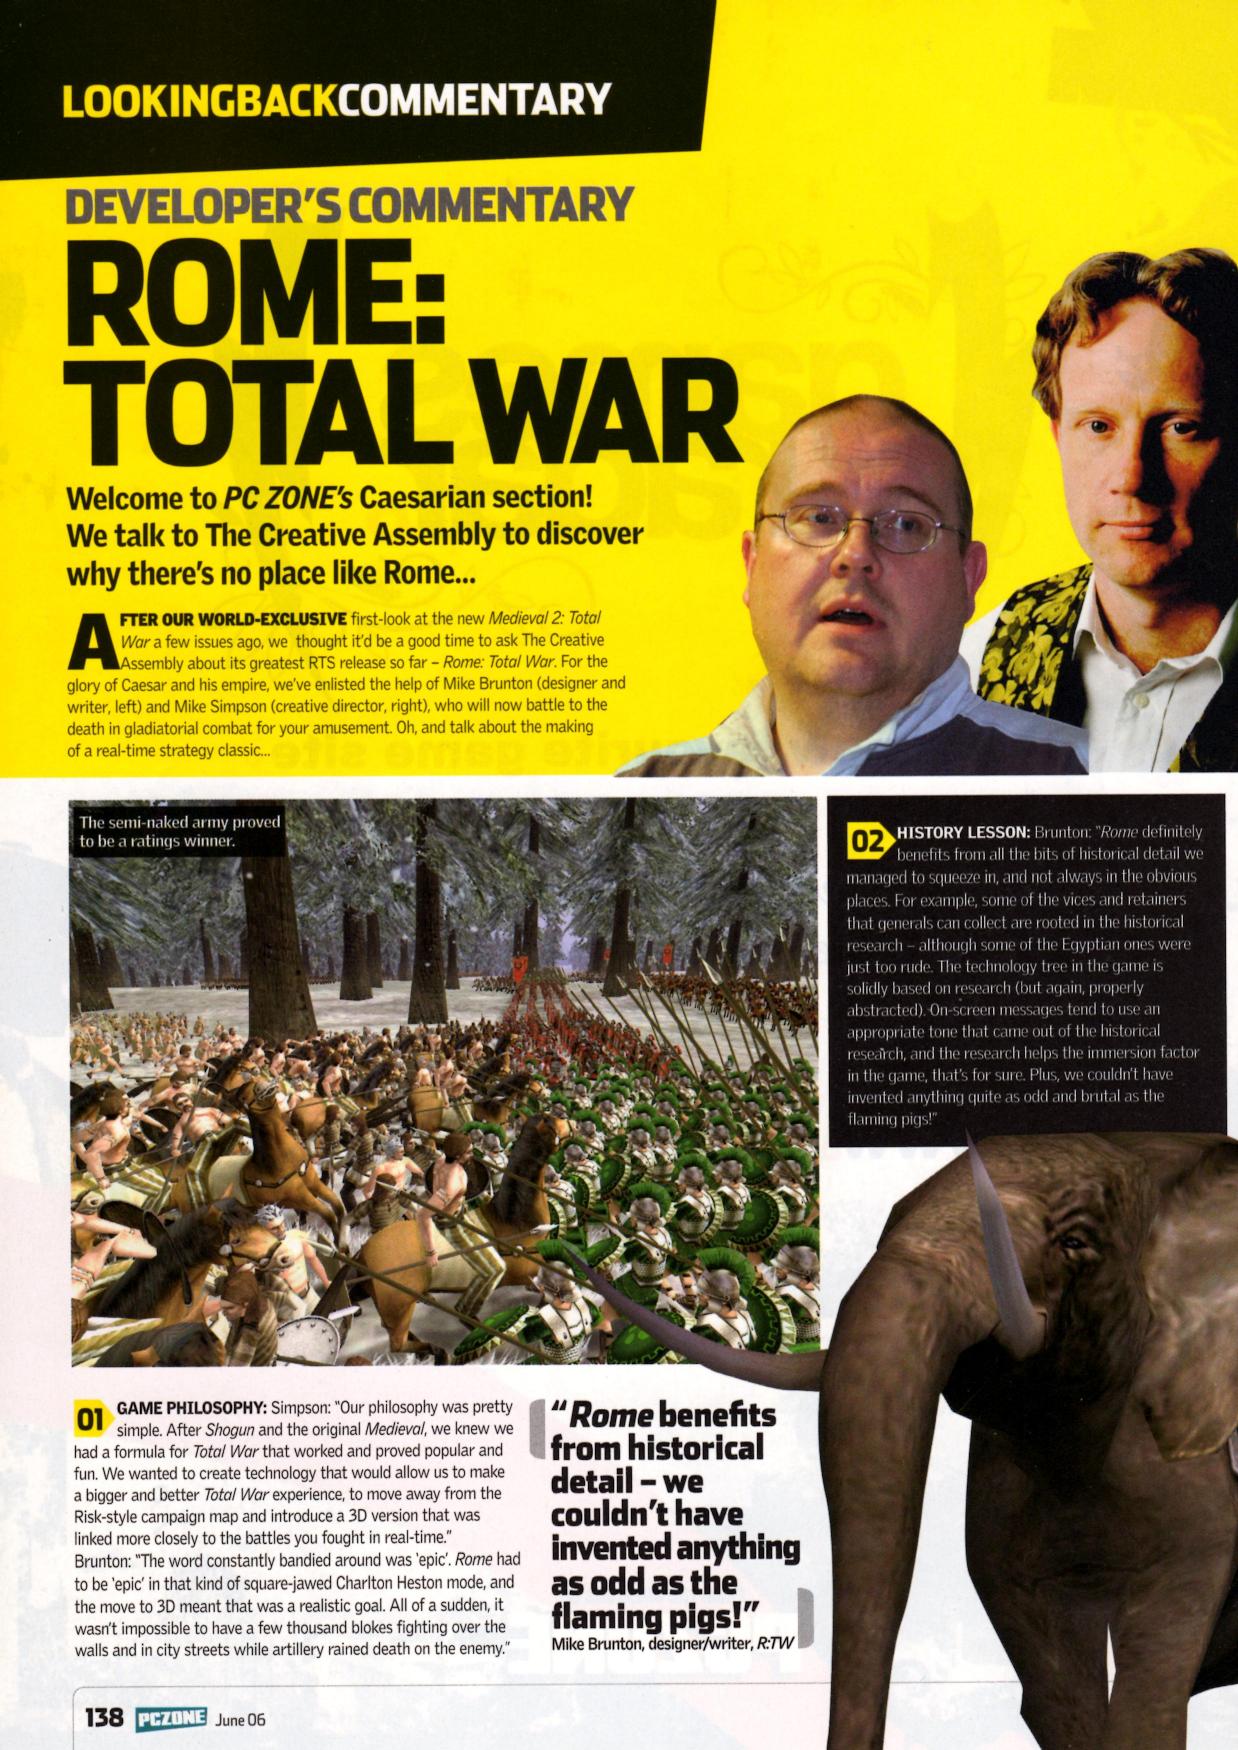 LOOKINGBACKCOMMENTARY
DEVELOPER'S COMMENTARY
ROME:
TOTAL WAR
Welcome to PC ZONE's Caesarian section!
We talk to The Creative Assembly to discover
why there's no place like Rome...
AFTER OUR WORLD-EXCLUSIVE first-look at the new Medieval 2: Total
War a few issues ago, we thought it'd be a good time to ask The Creative
Assembly about its greatest RTS release so far – Rome: Total War. For the
glory of Caesar and his empire, we've enlisted the help of Mike Brunton (designer and
writer, left) and Mike Simpson (creative director, right), who will now battle to the
death in gladiatorial combat for your amusement. Oh, and talk about the making
of a real-time strategy classic...
The semi-naked army proved
to be a ratings winner.
01 GAME PHILOSOPHY: Simpson: "Our philosophy was pretty
simple. After Shogun and the original Medieval, we knew we
had a formula for Total War that worked and proved popular and
fun. We wanted to create technology that would allow us to make
a bigger and better Total War experience, to move away from the
Risk-style campaign map and introduce a 3D version that was
linked more closely to the battles you fought in real-time."
Brunton: "The word constantly bandied around was 'epic'. Rome had
to be 'epic' in that kind of square-jawed Charlton Heston mode, and
the move to 3D meant that was a realistic goal. All of a sudden, it
wasn't impossible to have a few thousand blokes fighting over the
walls and in city streets while artillery rained death on the enemy."
"Rome benefits
from historical
detail – we
couldn't have
invented anything
as odd as the
flaming pigs!"
Mike Brunton, designer/writer, R:TW
02 HISTORY LESSON: Brunton: "Rome definitely
benefits from all the bits of historical detail we
managed to squeeze in, and not always in the obvious
places. For example, some of the vices and retainers
that generals can collect are rooted in the historical
research – although some of the Egyptian ones were
just too rude. The technology tree in the game is
solidly based on research (but again, properly
abstracted). On-screen messages tend to use an
appropriate tone that came out of the historical
research, and the research helps the immersion factor
in the game, that's for sure. Plus, we couldn't have
invented anything quite as odd and brutal as the
flaming pigs!"
138 PCZONE June 06